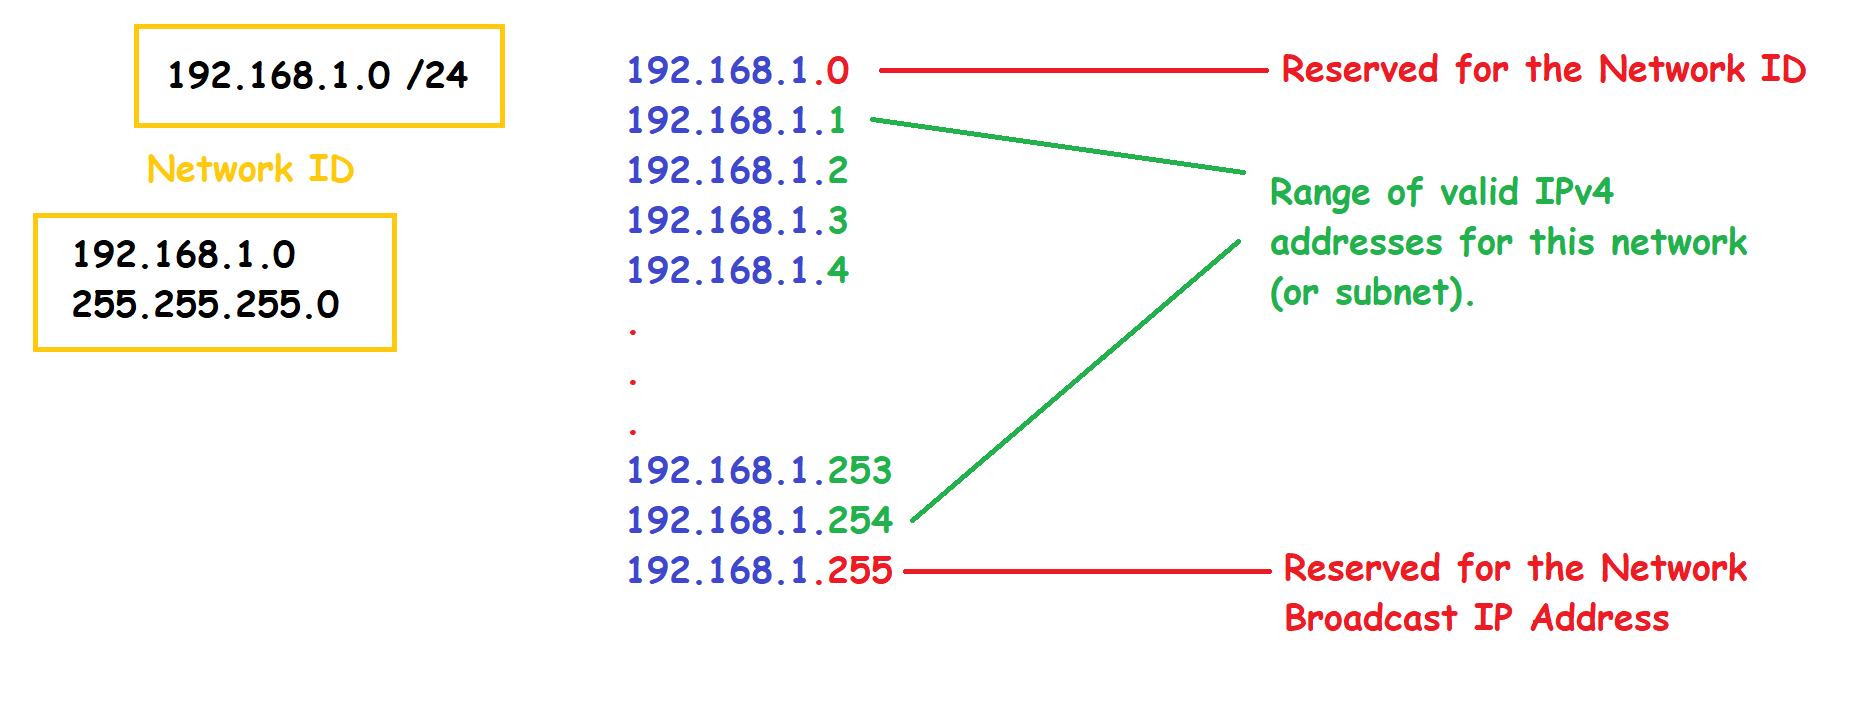 192.168.1.0 /24
Network ID
192.168.1.0
255.255.255.0
192.168.1.0
192.168.1.1
192.168.1.2
192.168.1.3
192.168.1.4
.
.
.
192.168.1.253
192.168.1.254
192.168.1.255
Reserved for the Network ID
Range of valid IPv4
addresses for this network
(or subnet).
Reserved for the Network
Broadcast IP Address